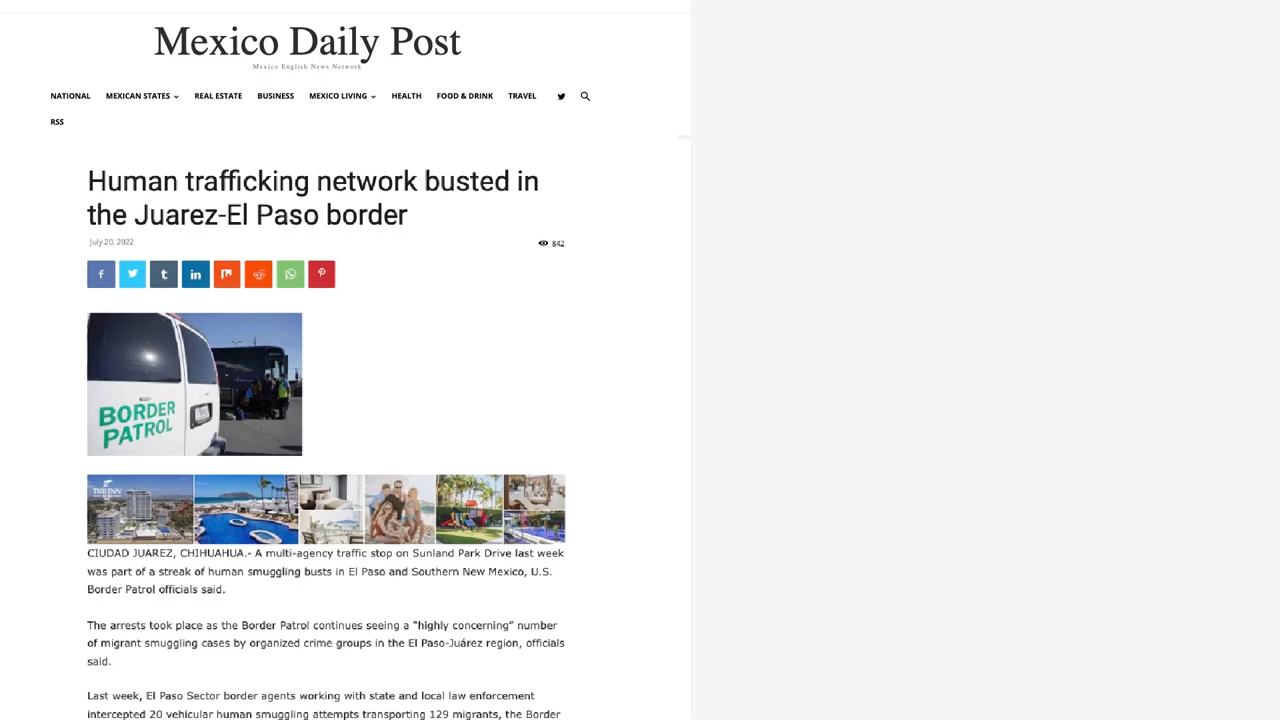 Mexico Daily Post
Mexico English News Network
NATIONAL MEXICAN STATES REAL ESTATE BUSINESS MEXICO LIVING HEALTH FOOD & DRINK TRAVEL
RSS
Human trafficking network busted in
the Juarez-El Paso border
July 20, 2022 842
BORDER
PATROL
THE INN
CIUDAD JUAREZ, CHIHUAHUA.- A multi-agency traffic stop on Sunland Park Drive last week
was part of a streak of human smuggling busts in El Paso and Southern New Mexico, U.S.
Border Patrol officials said.
The arrests took place as the Border Patrol continues seeing a “highly concerning” number
of migrant smuggling cases by organized crime groups in the El Paso-Juárez region, officials
said.
Last week, El Paso Sector border agents working with state and local law enforcement
intercepted 20 vehicular human smuggling attempts transporting 129 migrants, the Border